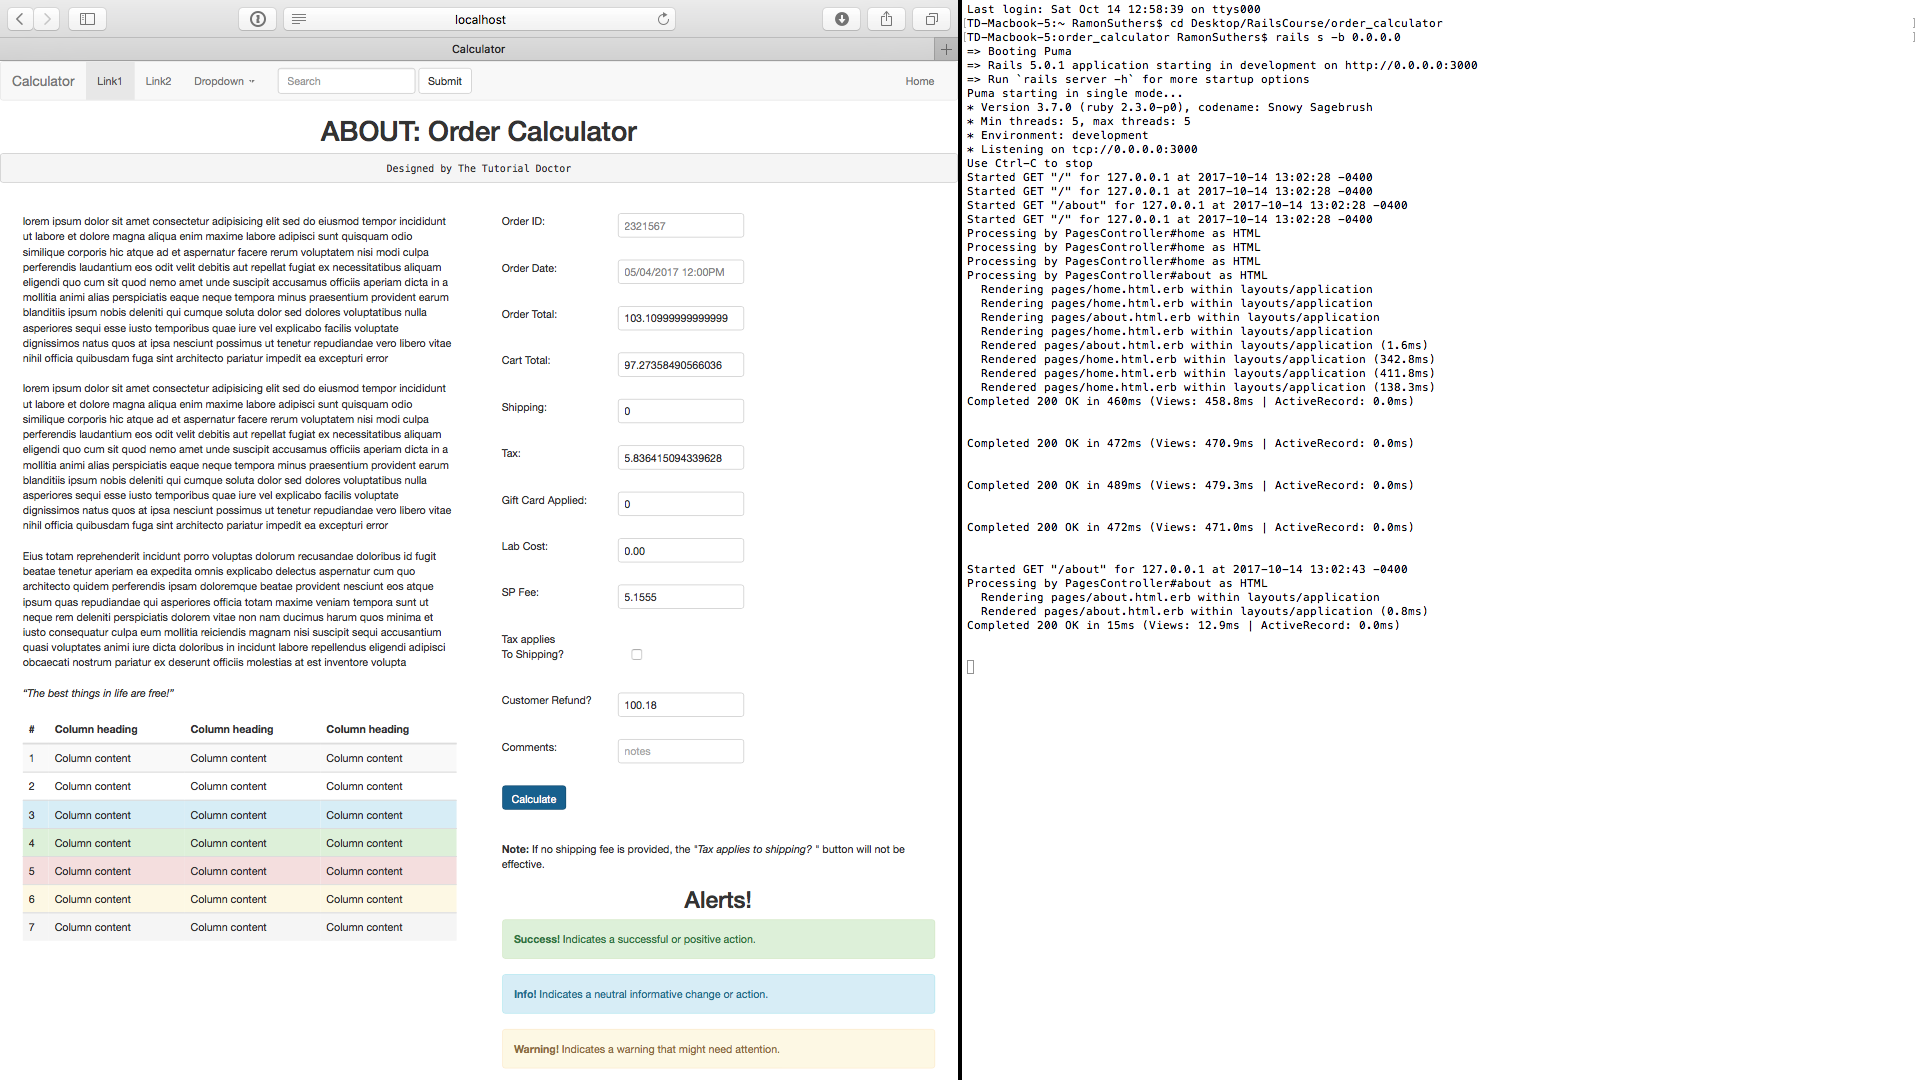 localhost
Calculator
Calculator Link1 Link2 Dropdown Search Submit Home
ABOUT: Order Calculator
Designed by The Tutorial Doctor
lorem ipsum dolor sit amet consectetur adipisicing elit sed do eiusmod tempor incididunt
ut labore et dolore magna aliqua enim maxime labore adipisci sunt quisquam odio
similique corporis hic atque ad et aspernatur facere rerum voluptatem nisi modi culpa
perferendis laudantium eos odit velit debitis aut repellat fugiat ex necessitatibus aliquam
eligendi quo cum sit quod nemo amet unde suscipit accusamus officiis aperiam dicta in a
mollitia animi alias perspiciatis eaque neque tempora minus praesentium provident earum
blanditiis ipsum nobis deleniti qui cumque soluta dolor sed dolores voluptatibus nulla
asperiores sequi esse iusto temporibus quae iure vel explicabo facilis voluptate
dignissimos natus quos at ipsa nesciunt possimus ut tenetur repudiandae vero libero vitae
nihil officia quibusdam fuga sint architecto pariatur impedit ea excepturi error
lorem ipsum dolor sit amet consectetur adipisicing elit sed do eiusmod tempor incididunt
ut labore et dolore magna aliqua enim maxime labore adipisci sunt quisquam odio
similique corporis hic atque ad et aspernatur facere rerum voluptatem nisi modi culpa
perferendis laudantium eos odit velit debitis aut repellat fugiat ex necessitatibus aliquam
eligendi quo cum sit quod nemo amet unde suscipit accusamus officiis aperiam dicta in a
mollitia animi alias perspiciatis eaque neque tempora minus praesentium provident earum
blanditiis ipsum nobis deleniti qui cumque soluta dolor sed dolores voluptatibus nulla
asperiores sequi esse iusto temporibus quae iure vel explicabo facilis voluptate
dignissimos natus quos at ipsa nesciunt possimus ut tenetur repudiandae vero libero vitae
nihil officia quibusdam fuga sint architecto pariatur impedit ea excepturi error
Eius totam reprehenderit incidunt porro voluptas dolorum recusandae doloribus id fugit
beatae tenetur aperiam ea expedita omnis explicabo delectus aspernatur cum quo
architecto quidem perferendis ipsam doloremque beatae provident nesciunt eos atque
ipsum quas repudiandae qui asperiores officia totam maxime veniam tempora sunt ut
neque rem deleniti perspiciatis dolorem vitae non nam ducimus harum quos minima et
iusto consequatur culpa eum mollitia reiciendis magnam nisi suscipit sequi accusantium
quasi voluptates animi iure dicta doloribus in incidunt labore repellendus eligendi adipisci
obcaecati nostrum pariatur ex deserunt officiis molestias at est inventore volupta
“The best things in life are free!”
# Column heading Column heading Column heading
1 Column content Column content Column content
2 Column content Column content Column content
3 Column content Column content Column content
4 Column content Column content Column content
5 Column content Column content Column content
6 Column content Column content Column content
7 Column content Column content Column content
Order ID: 2321567
Order Date: 05/04/2017 12:00PM
Order Total: 103.10999999999999
Cart Total: 97.27358490566036
Shipping: 0
Tax: 5.836415094339628
Gift Card Applied: 0
Lab Cost: 0.00
SP Fee: 5.1555
Tax applies
To Shipping?
Customer Refund? 100.18
Comments: notes
Calculate
Note: If no shipping fee is provided, the "Tax applies to shipping? " button will not be
effective.
Alerts!
Success! Indicates a successful or positive action.
Info! Indicates a neutral informative change or action.
Warning! Indicates a warning that might need attention.
Last login: Sat Oct 14 12:58:39 on ttys000
[TD-Macbook-5:~ RamonSuthers$ cd Desktop/RailsCourse/order_calculator ]
[TD-Macbook-5:order_calculator RamonSuthers$ rails s -b 0.0.0.0 ]
=> Booting Puma
=> Rails 5.0.1 application starting in development on http://0.0.0.0:3000
=> Run `rails server -h` for more startup options
Puma starting in single mode...
* Version 3.7.0 (ruby 2.3.0-p0), codename: Snowy Sagebrush
* Min threads: 5, max threads: 5
* Environment: development
* Listening on tcp://0.0.0.0:3000
Use Ctrl-C to stop
Started GET "/" for 127.0.0.1 at 2017-10-14 13:02:28 -0400
Started GET "/" for 127.0.0.1 at 2017-10-14 13:02:28 -0400
Started GET "/about" for 127.0.0.1 at 2017-10-14 13:02:28 -0400
Started GET "/" for 127.0.0.1 at 2017-10-14 13:02:28 -0400
Processing by PagesController#home as HTML
Processing by PagesController#home as HTML
Processing by PagesController#home as HTML
Processing by PagesController#about as HTML
Rendering pages/home.html.erb within layouts/application
Rendering pages/home.html.erb within layouts/application
Rendering pages/about.html.erb within layouts/application
Rendering pages/home.html.erb within layouts/application
Rendered pages/about.html.erb within layouts/application (1.6ms)
Rendered pages/home.html.erb within layouts/application (342.8ms)
Rendered pages/home.html.erb within layouts/application (411.8ms)
Rendered pages/home.html.erb within layouts/application (138.3ms)
Completed 200 OK in 460ms (Views: 458.8ms | ActiveRecord: 0.0ms)
Completed 200 OK in 472ms (Views: 470.9ms | ActiveRecord: 0.0ms)
Completed 200 OK in 489ms (Views: 479.3ms | ActiveRecord: 0.0ms)
Completed 200 OK in 472ms (Views: 471.0ms | ActiveRecord: 0.0ms)
Started GET "/about" for 127.0.0.1 at 2017-10-14 13:02:43 -0400
Processing by PagesController#about as HTML
Rendering pages/about.html.erb within layouts/application
Rendered pages/about.html.erb within layouts/application (0.8ms)
Completed 200 OK in 15ms (Views: 12.9ms | ActiveRecord: 0.0ms)